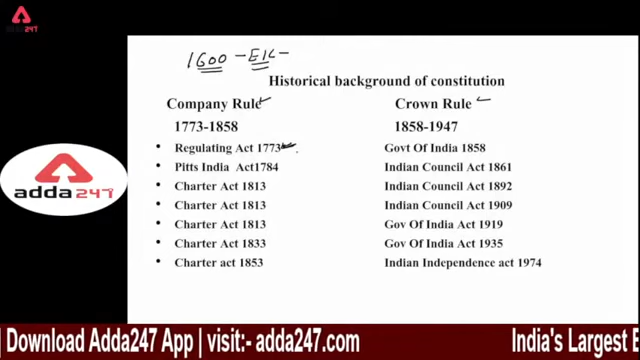 adda247
1600 - EIC -
Historical background of constitution
Company Rule
1773-1858
• Regulating Act 1773
• Pitts India Act1784
• Charter Act 1813
• Charter Act 1813
• Charter Act 1813
• Charter Act 1833
• Charter act 1853
Crown Rule
1858-1947
Govt Of India 1858
Indian Council Act 1861
Indian Council Act 1892
Indian Council Act 1909
Gov Of India Act 1919
Gov Of India Act 1935
Indian Independence act 1974
adda247
| Download Adda247 App | visit:- adda247.com
India's Largest E